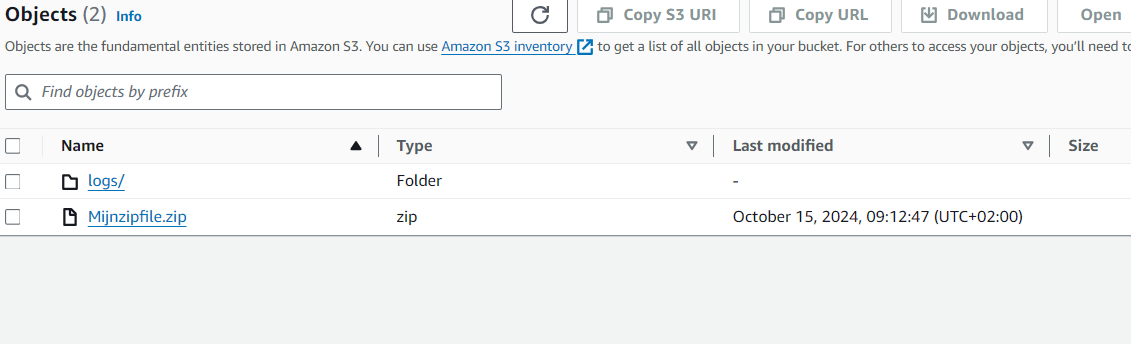 Objects (2) Info
Copy S3 URI
Copy URL
Download
Open
Objects are the fundamental entities stored in Amazon S3. You can use Amazon S3 inventory to get a list of all objects in your bucket. For others to access your objects, you'll need to
Find objects by prefix
Name Type Last modified Size
logs/ Folder -
Mijnzipfile.zip zip October 15, 2024, 09:12:47 (UTC+02:00)